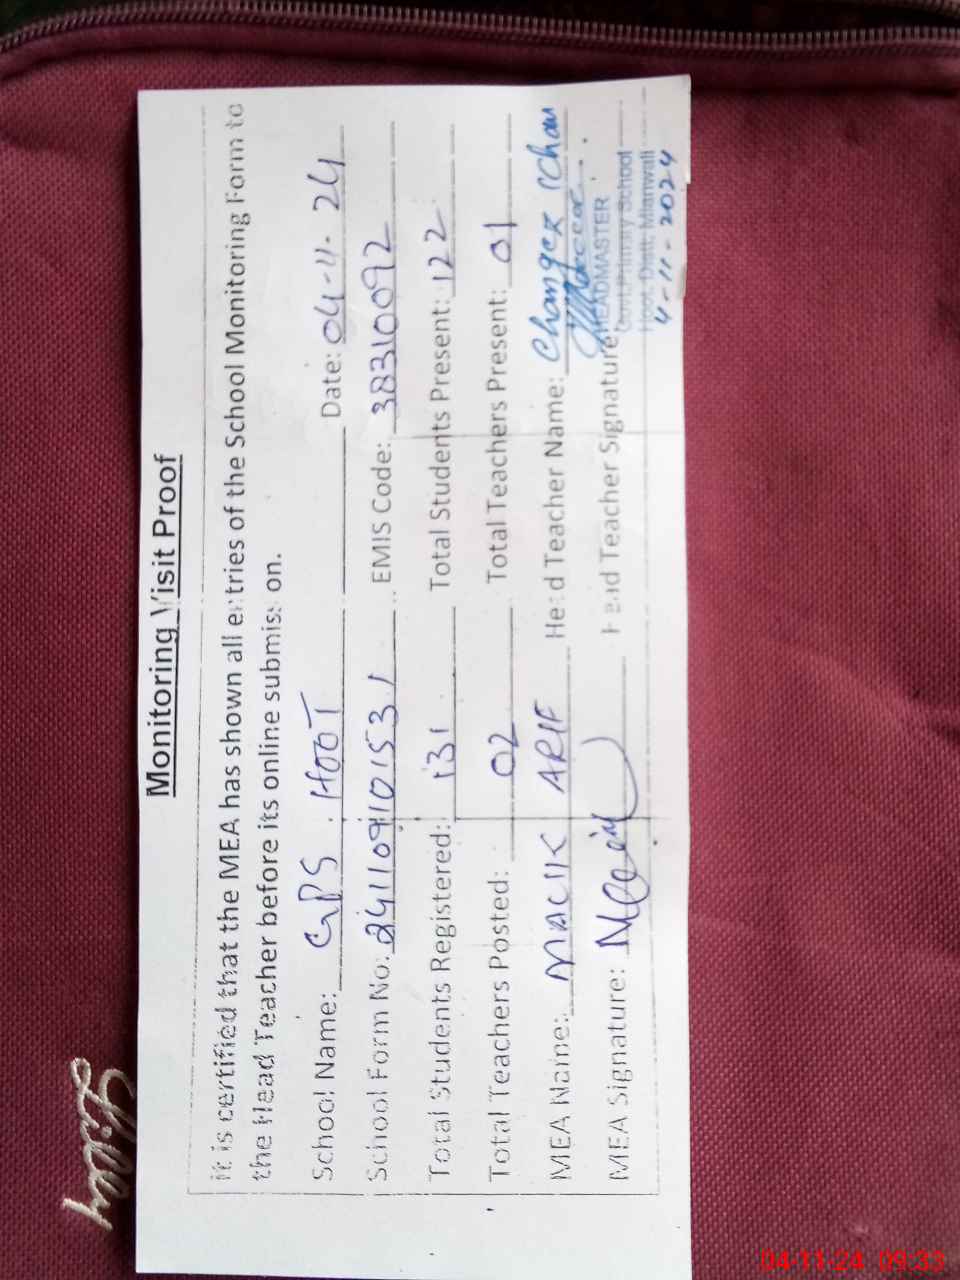 Monitoring Visit Proof
It is certified that the MEA has shown all entries of the School Monitoring Form to
the Head Teacher before its online submission.
School Name: GPS HOOT Date: 04-11-24
School Form No: 24110910153 EMIS Code: 38310092
Total Students Registered: 131 Total Students Present: 122
Total Teachers Posted: 02 Total Teachers Present: 01
MEA Name: MALIK ARIF Head Teacher Name: Changez
MEA Signature: Head Teacher Signature
HEADMASTER
Govt. Primary School
Hoot, Distt: Mianwali
4-11-2024
Lilley
04-11-24 09:33